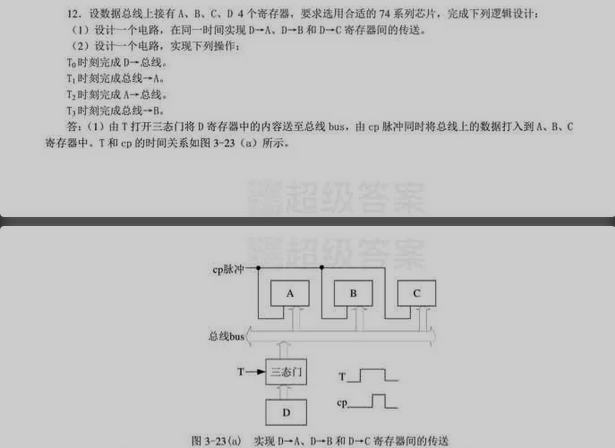 12. 设数据总线上接有 A、B、C、D 4 个寄存器，要求选用合适的 74 系列芯片，完成下列逻辑设计：
（1）设计一个电路，在同一时间实现 D→A、D→B 和 D→C 寄存器间的传送。
（2）设计一个电路，实现下列操作：
T₀ 时刻完成 D→总线。
T₁ 时刻完成总线→A。
T₂ 时刻完成 A→总线。
T₃ 时刻完成总线→B。
答：（1）由 T 打开三态门将 D 寄存器中的内容送至总线 bus，由 cp 脉冲同时将总线上的数据打入到 A、B、C
寄存器中。T 和 cp 的时间关系如图 3-23（a）所示。
超级答案
超级答案
cp脉冲
A
B
C
总线bus
T
三态门
T
cp
D
图 3-23(a) 实现 D→A、D→B 和 D→C 寄存器间的传送